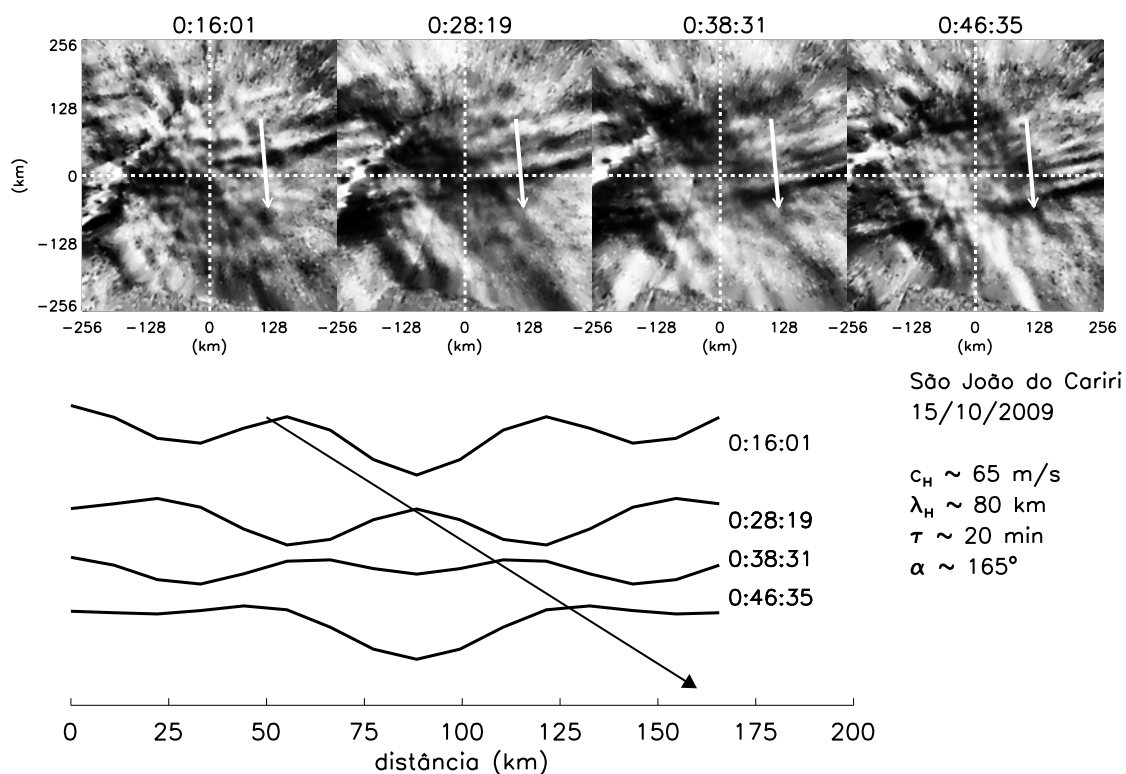 0:16:01 0:28:19 0:38:31 0:46:35
256
128
0
−128
−256
(km)
−256 −128 0 128 −256 −128 0 128 −256 −128 0 128 −256 −128 0 128 256
(km) (km) (km) (km)
São João do Cariri
15/10/2009
c_H ~ 65 m/s
λ_H ~ 80 km
τ ~ 20 min
α ~ 165°
0:16:01
0:28:19
0:38:31
0:46:35
0 25 50 75 100 125 150 175 200
distância (km)